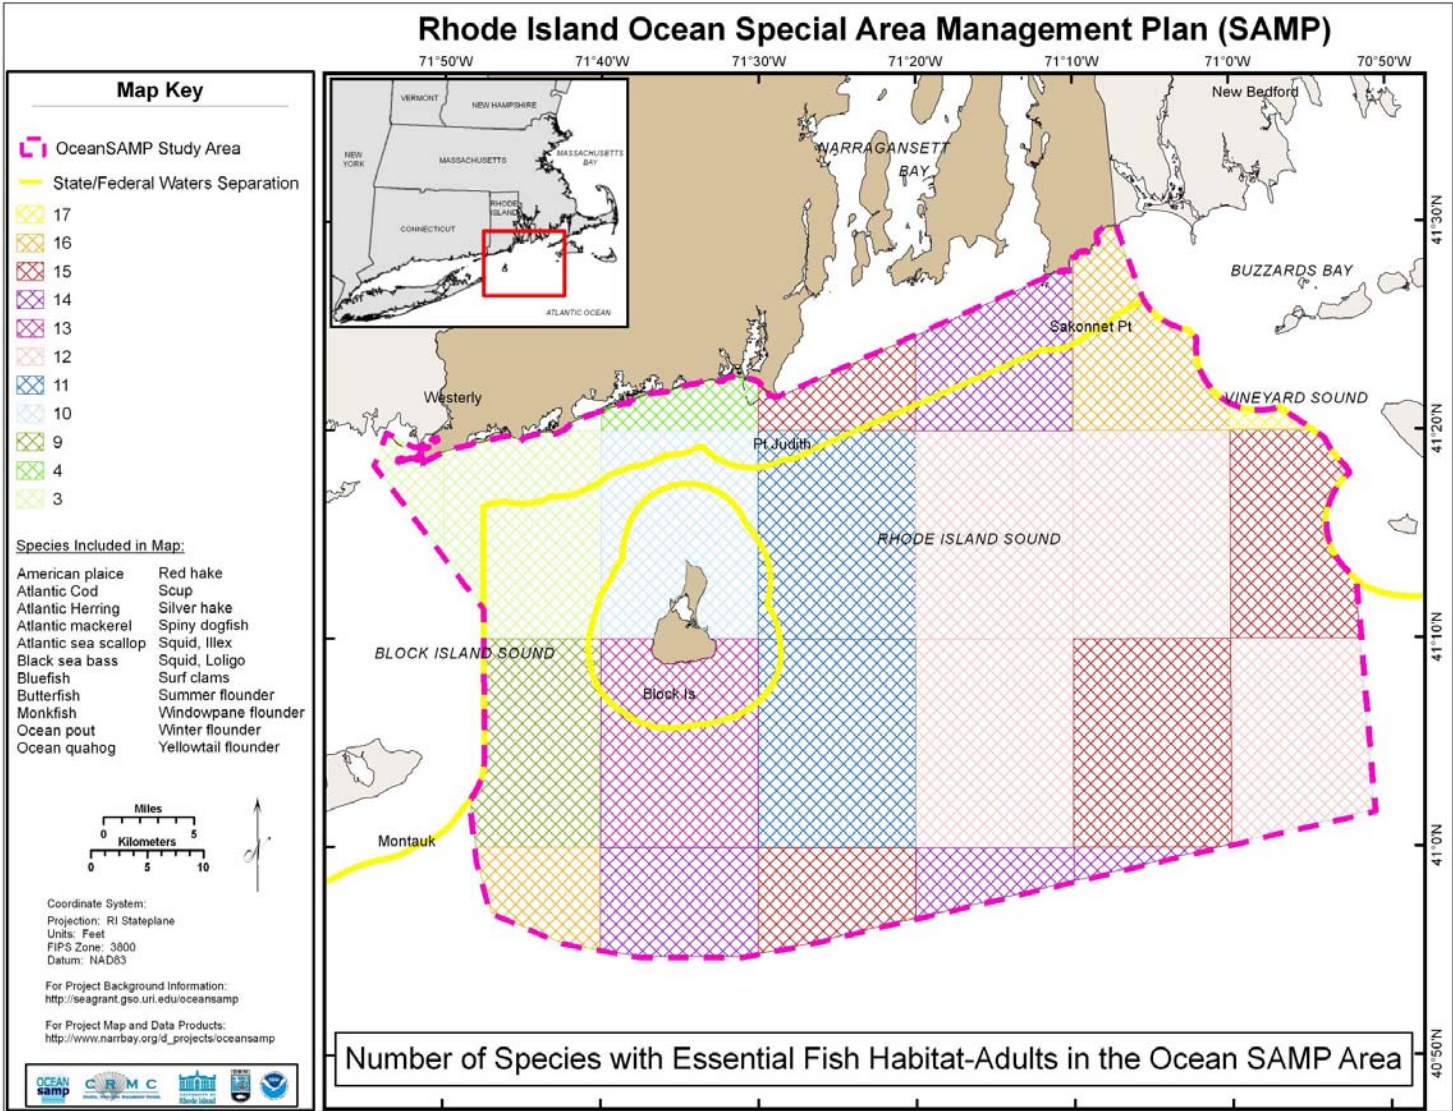 Rhode Island Ocean Special Area Management Plan (SAMP)
71°50'W
71°40'W
71°30'W
71°20'W
71°10'W
71°0'W
70°50'W
Map Key
OceanSAMP Study Area
State/Federal Waters Separation
17
16
15
14
13
12
11
10
9
4
3
Species Included in Map:
American plaice Red hake
Atlantic Cod Scup
Atlantic Herring Silver hake
Atlantic mackerel Spiny dogfish
Atlantic sea scallop Squid, Illex
Black sea bass Squid, Loligo
Bluefish Surf clams
Butterfish Summer flounder
Monkfish Windowpane flounder
Ocean pout Winter flounder
Ocean quahog Yellowtail flounder
Miles
0 5
Kilometers
0 5 10
Coordinate System:
Projection: RI Stateplane
Units: Feet
FIPS Zone: 3800
Datum: NAD83
For Project Background Information:
http://seagrant.gso.uri.edu/oceansamp
For Project Map and Data Products:
http://www.narrbay.org/d_projects/oceansamp
OCEAN
samp
C R M C
Rhode Island
VERMONT
NEW HAMPSHIRE
NEW
YORK
MASSACHUSETTS
MASSACHUSETTS
BAY
RHODE
ISLAND
CONNECTICUT
ATLANTIC OCEAN
New Bedford
NARRAGANSETT
BAY
BUZZARDS BAY
Sakonnet Pt
Westerly
VINEYARD SOUND
Pt Judith
RHODE ISLAND SOUND
BLOCK ISLAND SOUND
Block Is
Montauk
41°30'N
41°20'N
41°10'N
41°0'N
40°50'N
Number of Species with Essential Fish Habitat-Adults in the Ocean SAMP Area